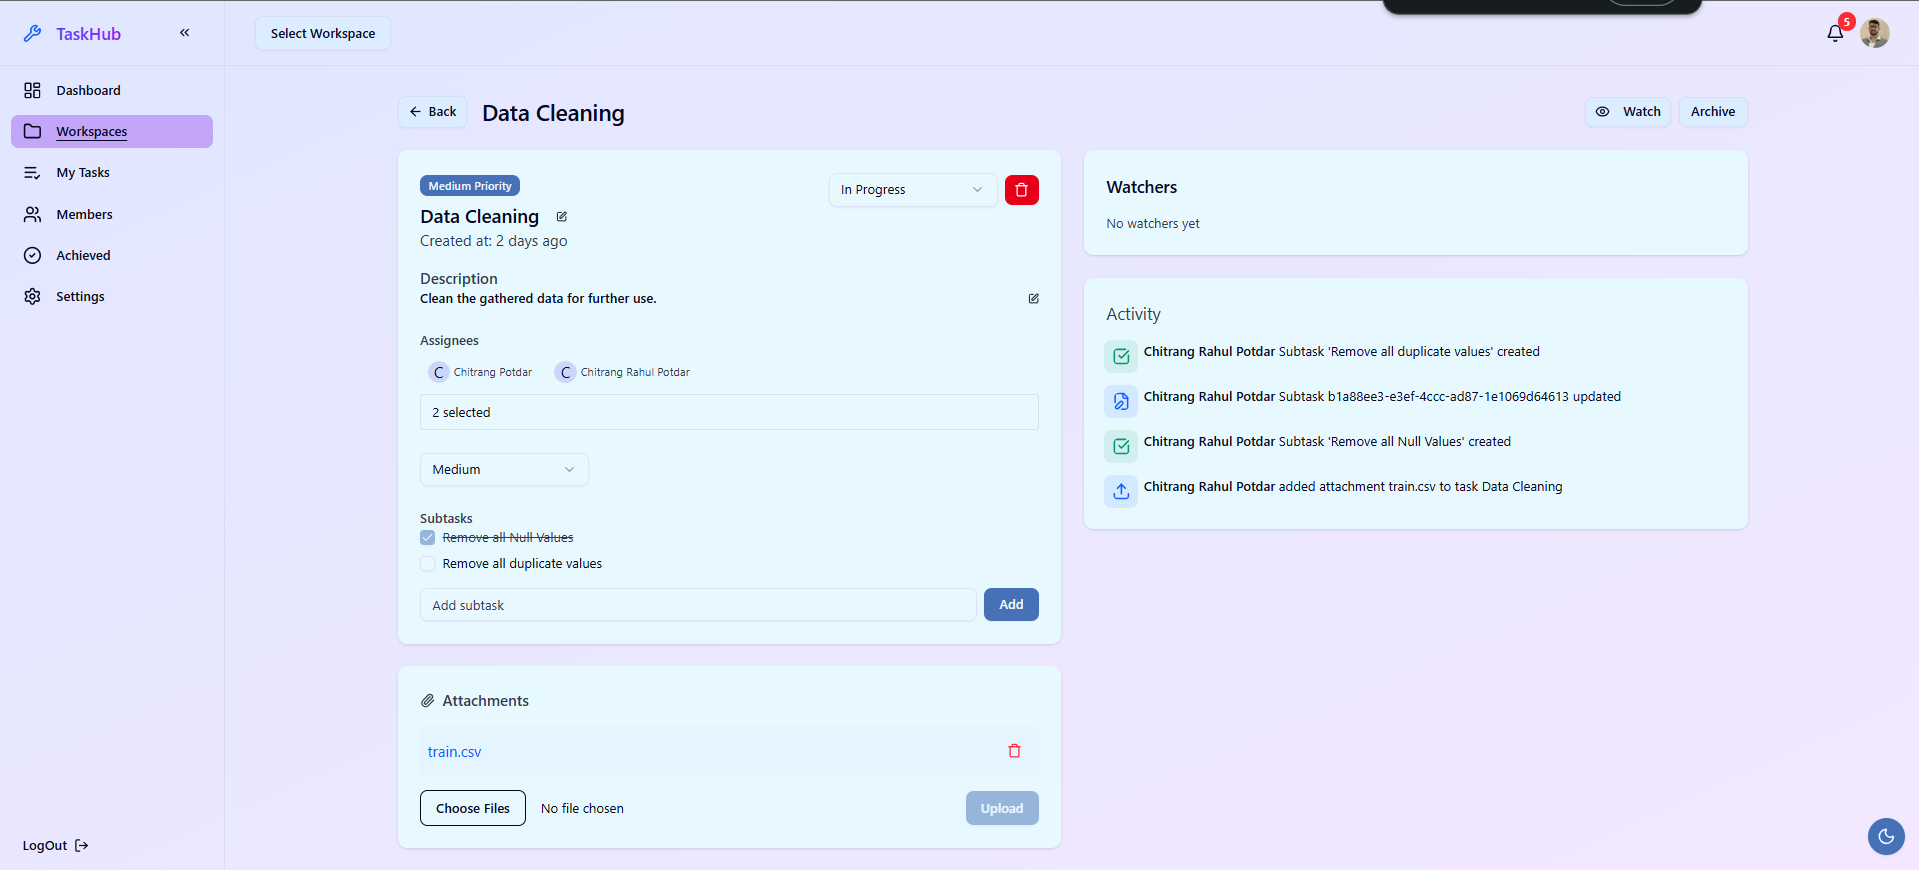 TaskHub
Select Workspace
5
Dashboard
Workspaces
My Tasks
Members
Achieved
Settings
LogOut
Back
Data Cleaning
Watch
Archive
Medium Priority
In Progress
Data Cleaning
Created at: 2 days ago
Description
Clean the gathered data for further use.
Assignees
C Chitrang Potdar C Chitrang Rahul Potdar
2 selected
Medium
Subtasks
Remove all Null Values
Remove all duplicate values
Add subtask
Add
Attachments
train.csv
Choose Files No file chosen
Upload
Watchers
No watchers yet
Activity
Chitrang Rahul Potdar Subtask 'Remove all duplicate values' created
Chitrang Rahul Potdar Subtask b1a88ee3-e3ef-4ccc-ad87-1e1069d64613 updated
Chitrang Rahul Potdar Subtask 'Remove all Null Values' created
Chitrang Rahul Potdar added attachment train.csv to task Data Cleaning